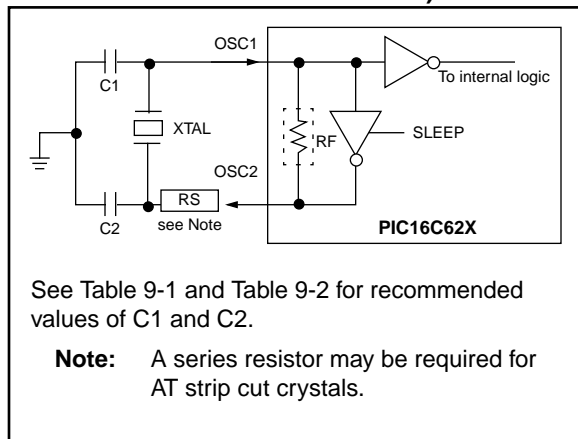 OSC1
To internal logic
C1
XTAL
RF
SLEEP
OSC2
RS
C2
see Note
PIC16C62X
See Table 9-1 and Table 9-2 for recommended
values of C1 and C2.
Note: A series resistor may be required for
AT strip cut crystals.